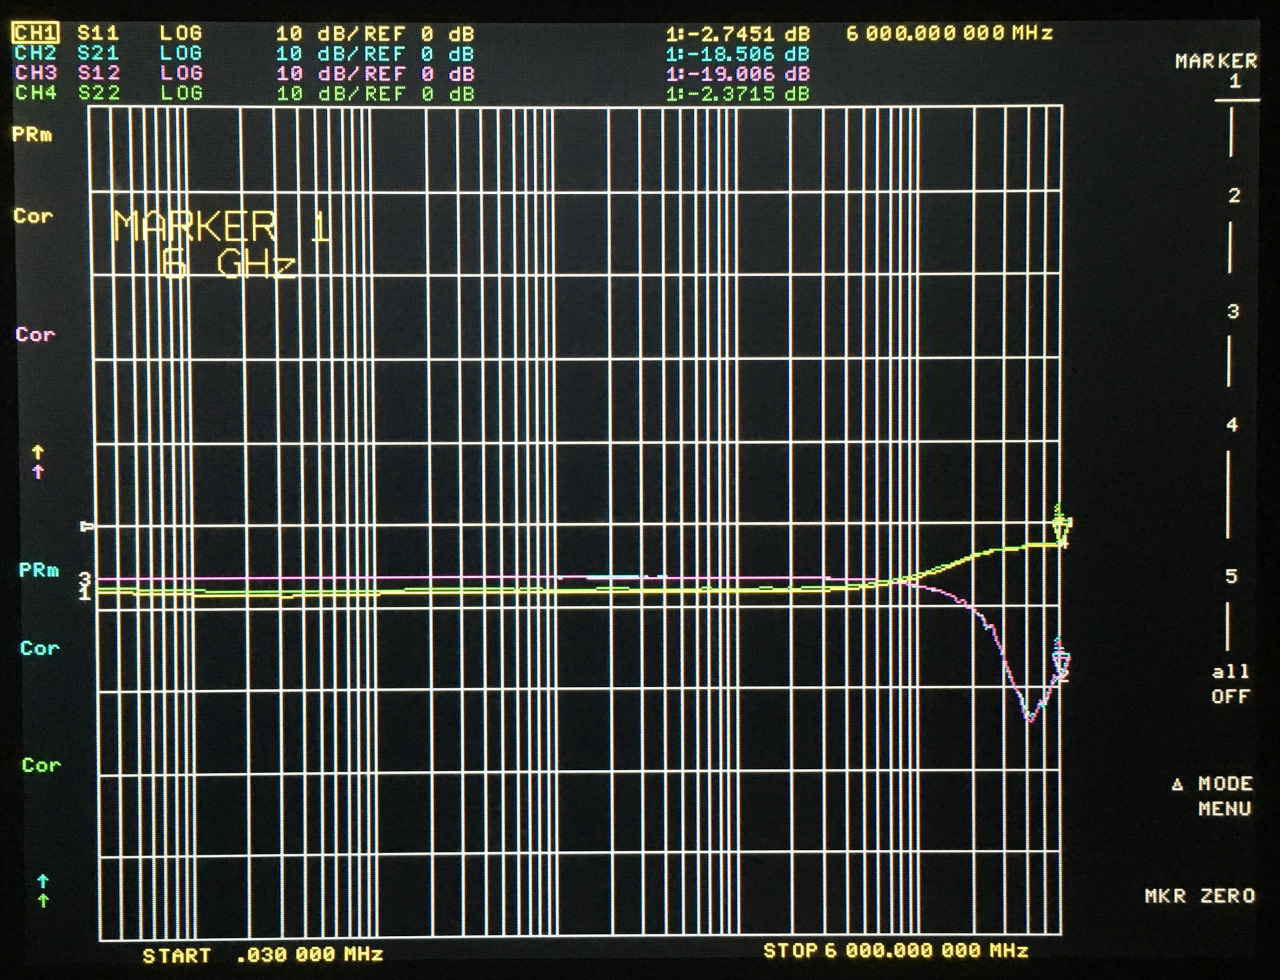 CH1 S11 LOG 10 dB/ REF 0 dB 1:-2.7451 dB 6 000.000 000 MHz
CH2 S21 LOG 10 dB/ REF 0 dB 1:-18.506 dB
CH3 S12 LOG 10 dB/ REF 0 dB 1:-19.006 dB
CH4 S22 LOG 10 dB/ REF 0 dB 1:-2.3715 dB
MARKER
1
PRm
2
Cor
MARKER 1
6 GHz
3
Cor
4
↑
↑
PRm
3
1
5
Cor
all
OFF
Cor
Δ MODE
MENU
↑
↑
MKR ZERO
START .030 000 MHz STOP 6 000.000 000 MHz